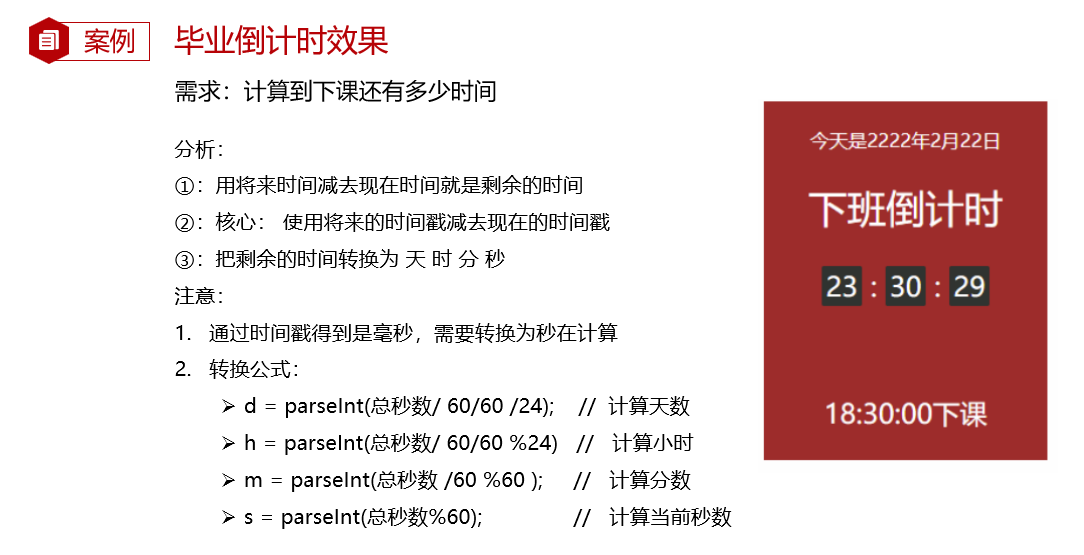 案例
毕业倒计时效果
需求：计算到下课还有多少时间
分析：
①：用将来时间减去现在时间就是剩余的时间
②：核心： 使用将来的时间戳减去现在的时间戳
③：把剩余的时间转换为 天 时 分 秒
注意：
1. 通过时间戳得到是毫秒，需要转换为秒在计算
2. 转换公式：
➢ d = parseInt(总秒数/ 60/60 /24); // 计算天数
➢ h = parseInt(总秒数/ 60/60 %24) // 计算小时
➢ m = parseInt(总秒数 /60 %60 ); // 计算分数
➢ s = parseInt(总秒数%60); // 计算当前秒数
今天是2222年2月22日
下班倒计时
23 : 30 : 29
18:30:00下课